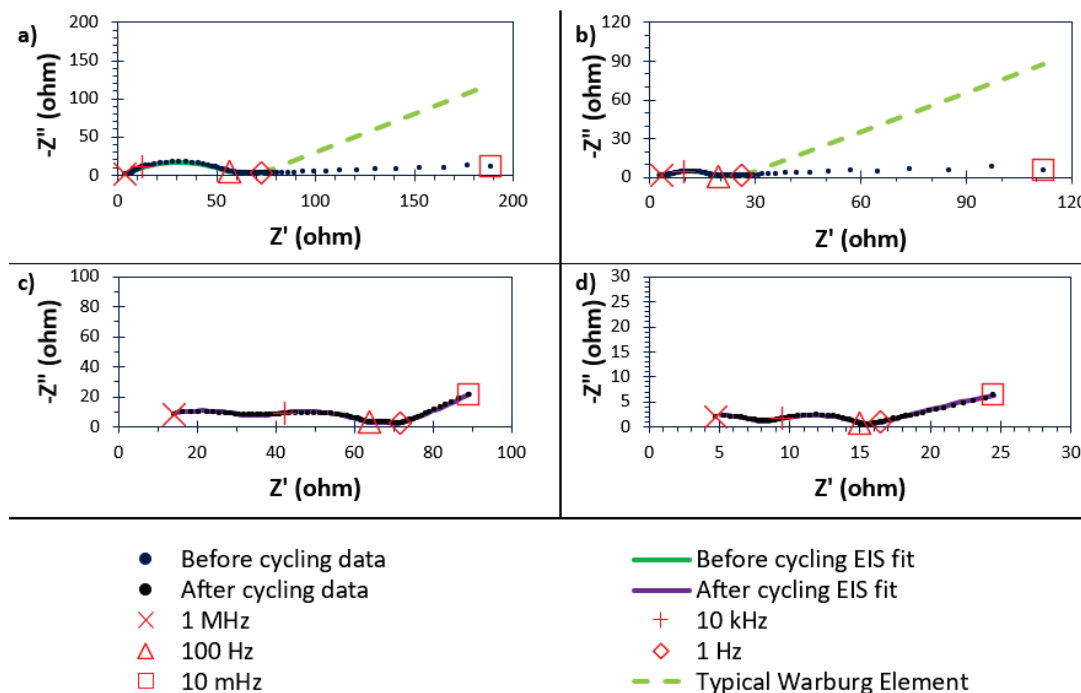 a)
-Z" (ohm)
200
150
100
50
0
0 50 100 150 200
Z' (ohm)
b)
-Z" (ohm)
120
90
60
30
0
0 30 60 90 120
Z' (ohm)
c)
-Z" (ohm)
100
80
60
40
20
0
0 20 40 60 80 100
Z' (ohm)
d)
-Z" (ohm)
30
25
20
15
10
5
0
0 5 10 15 20 25 30
Z' (ohm)
Before cycling data
Before cycling EIS fit
After cycling data
After cycling EIS fit
1 MHz
10 kHz
100 Hz
1 Hz
10 mHz
Typical Warburg Element